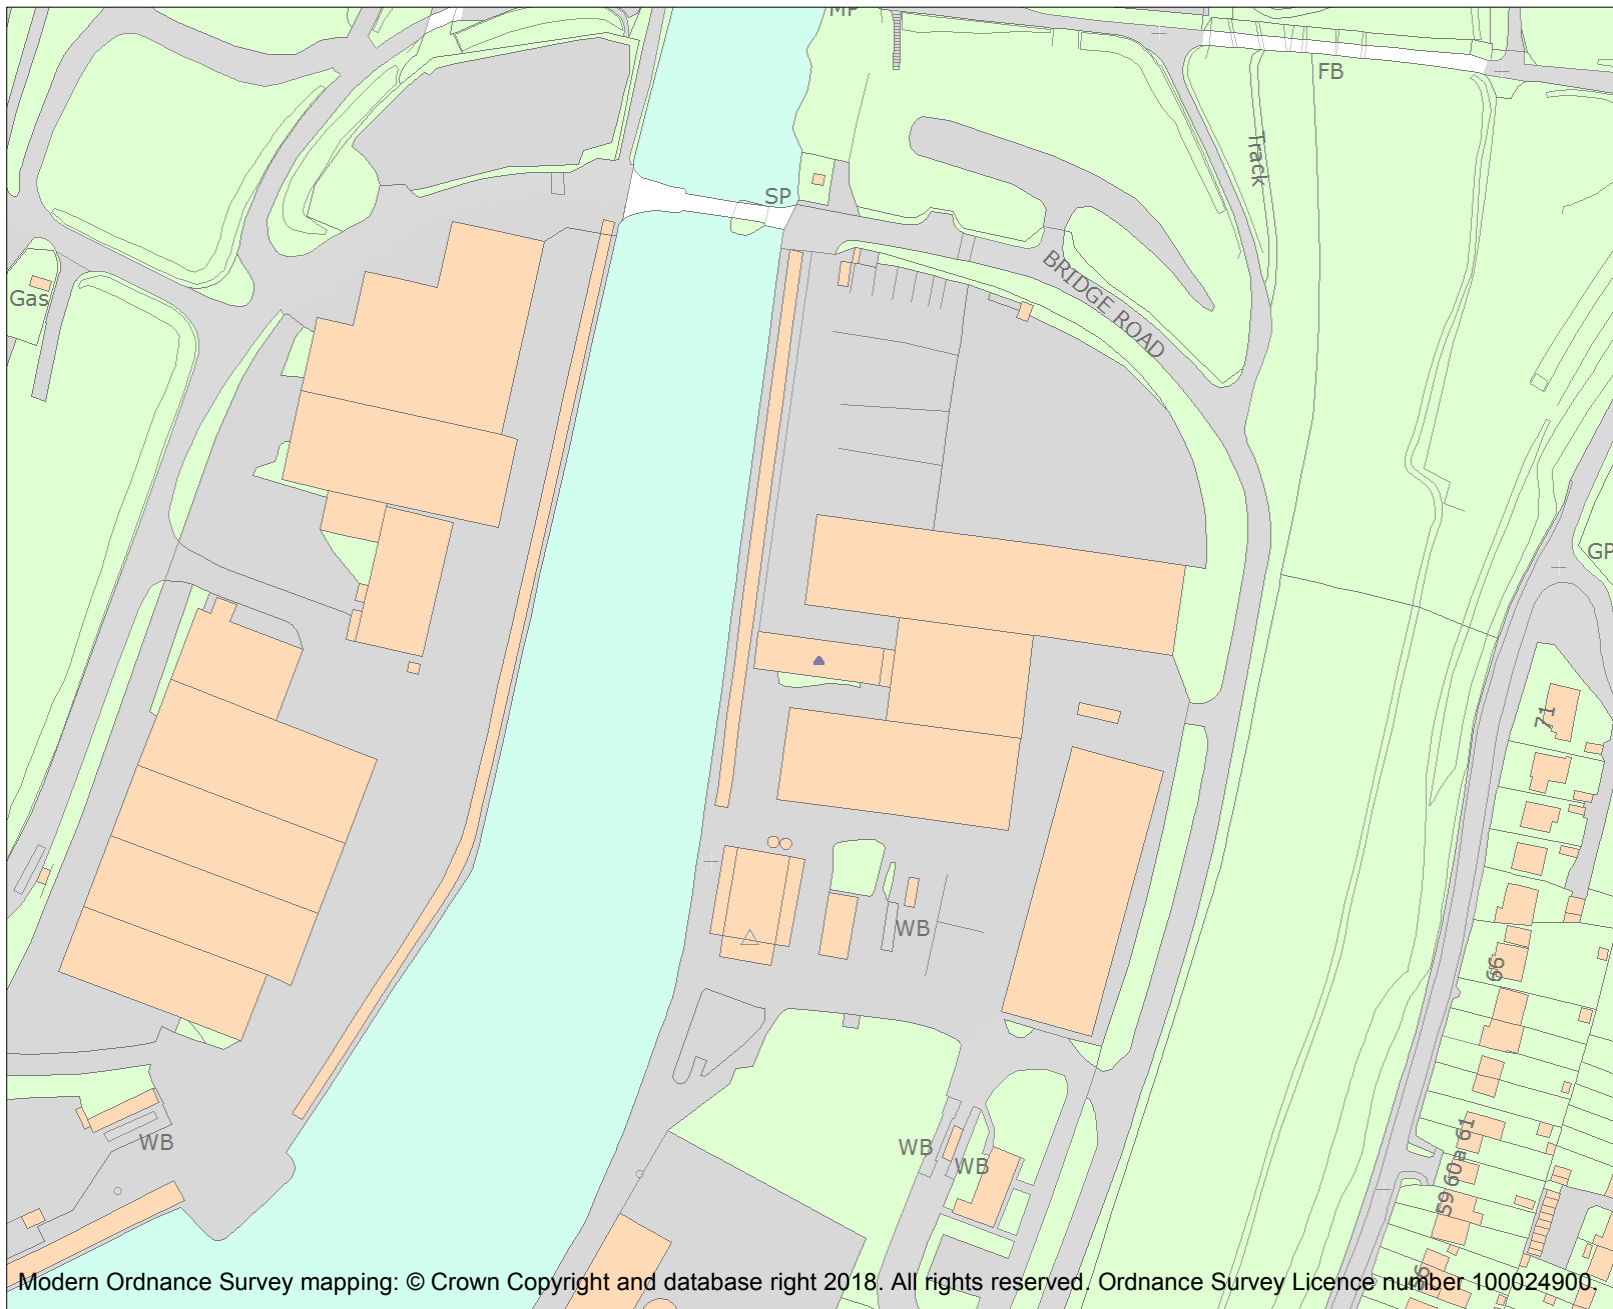 MP
FB
Track
SP
BRIDGE ROAD
Gas
GP
71
WB
66
WB
WB
WB
59 60a 61
56
Modern Ordnance Survey mapping: © Crown Copyright and database right 2018. All rights reserved. Ordnance Survey Licence number 100024900.